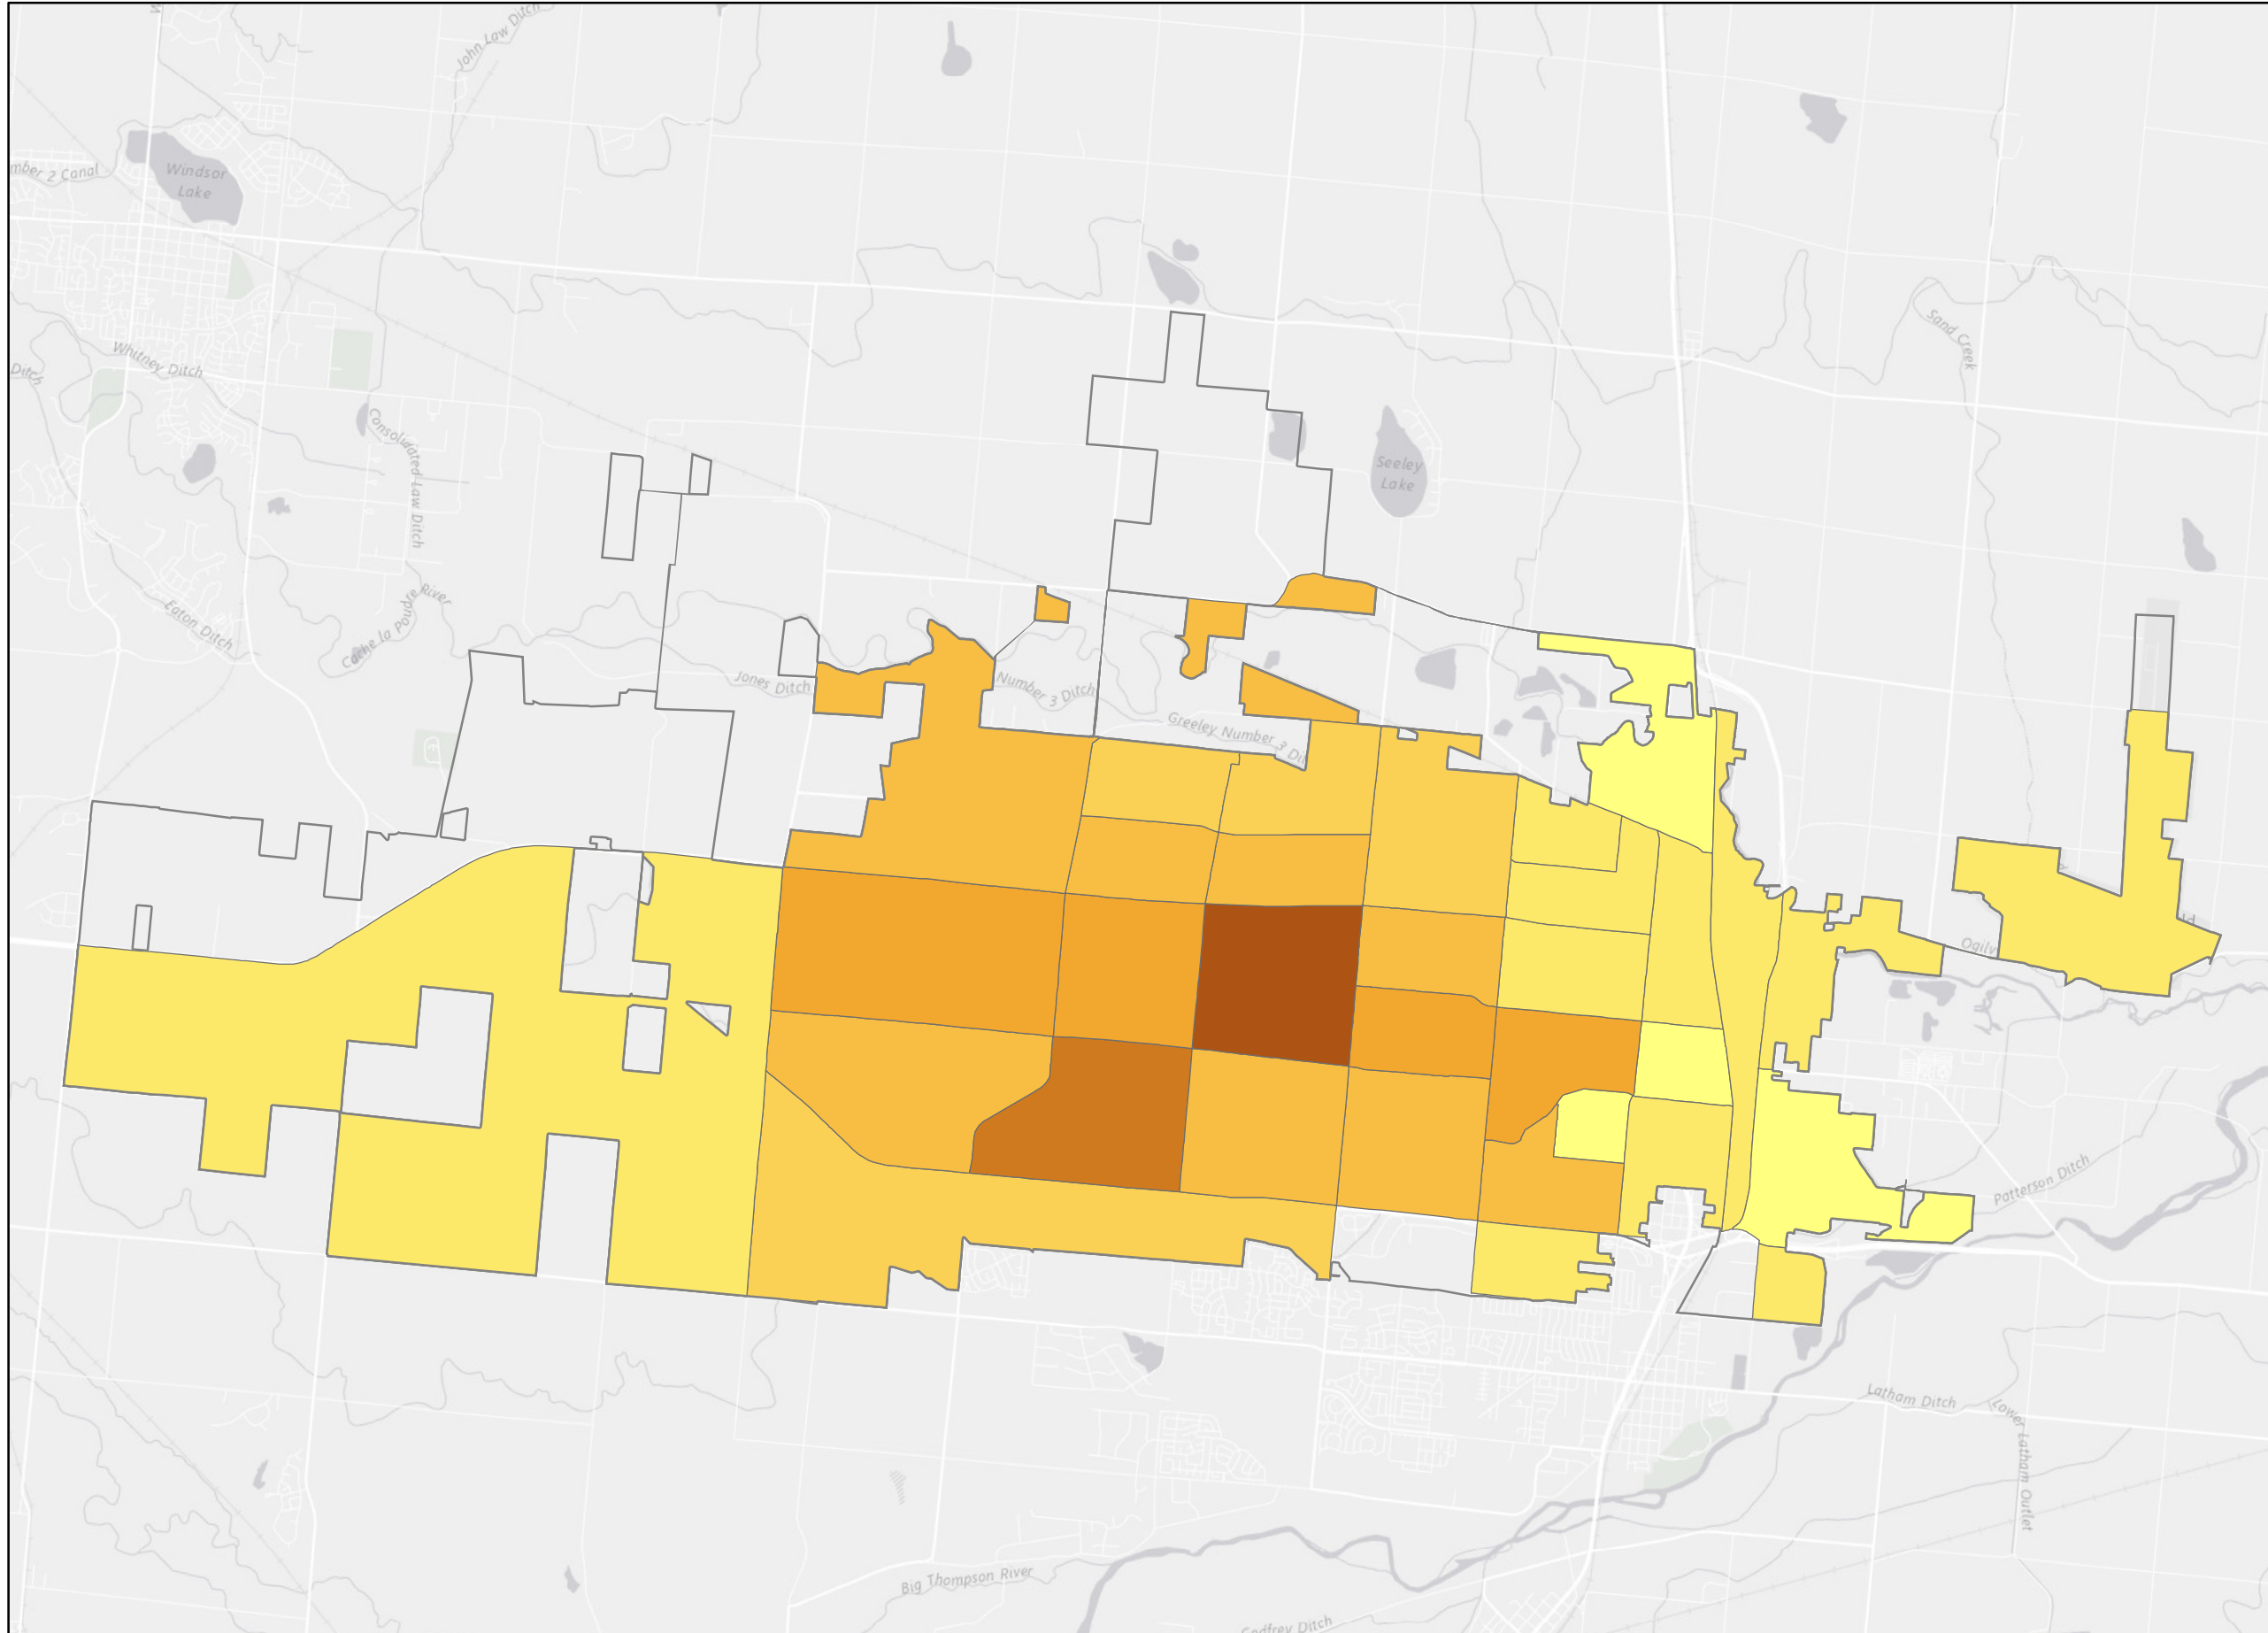 John Law Ditch
Windsor
Lake
mber 2 Canal
Sand Creek
Whitney Ditch
Ditch
Consolidated Law Ditch
Seeley
Lake
Eaton Ditch
Cache la Poudre River
Jones Ditch
Number 3 Ditch
Greeley Number 3 Di
Ogilv
Patterson Ditch
Latham Ditch
Lower Latham Outlet
Big Thompson River
Godfrey Ditch